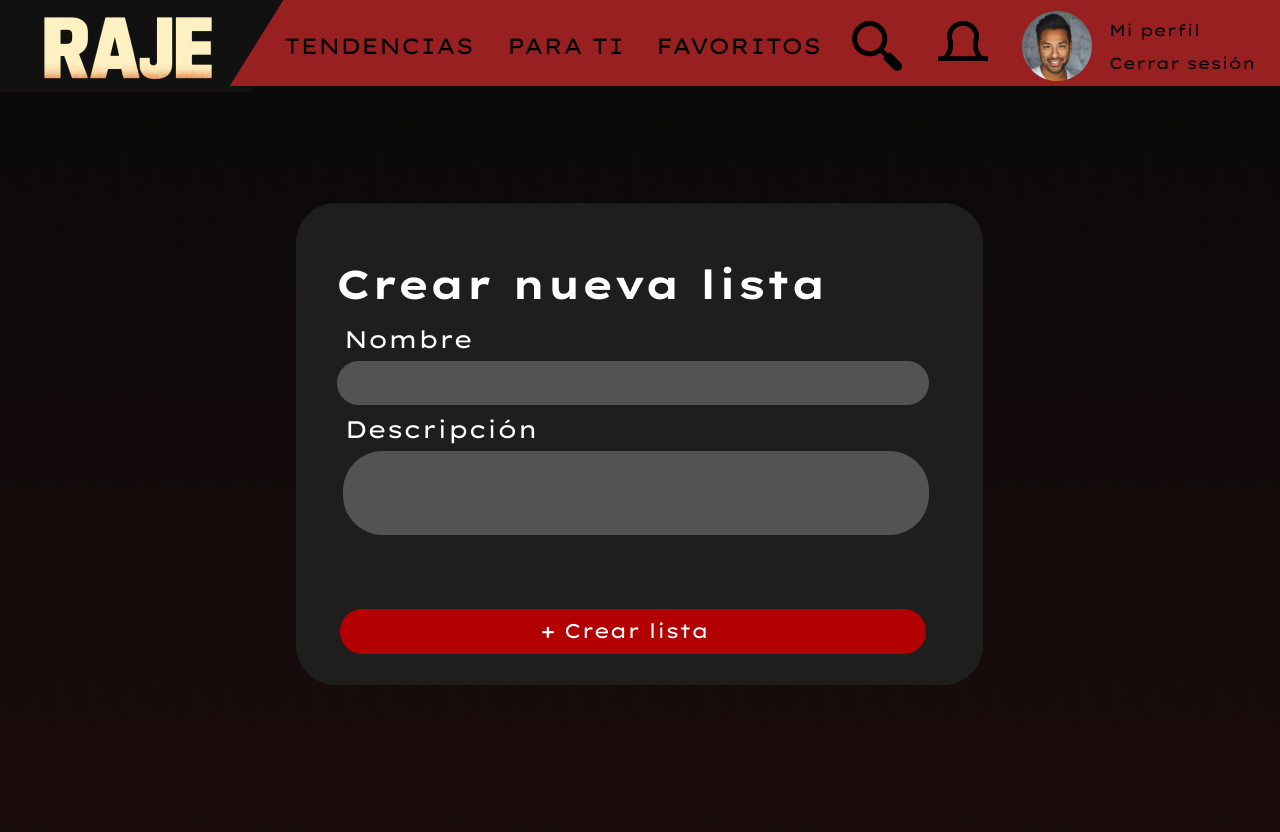 RAJE
TENDENCIAS
PARA TI
FAVORITOS
Mi perfil
Cerrar sesión
Crear nueva lista
Nombre
Descripción
+ Crear lista